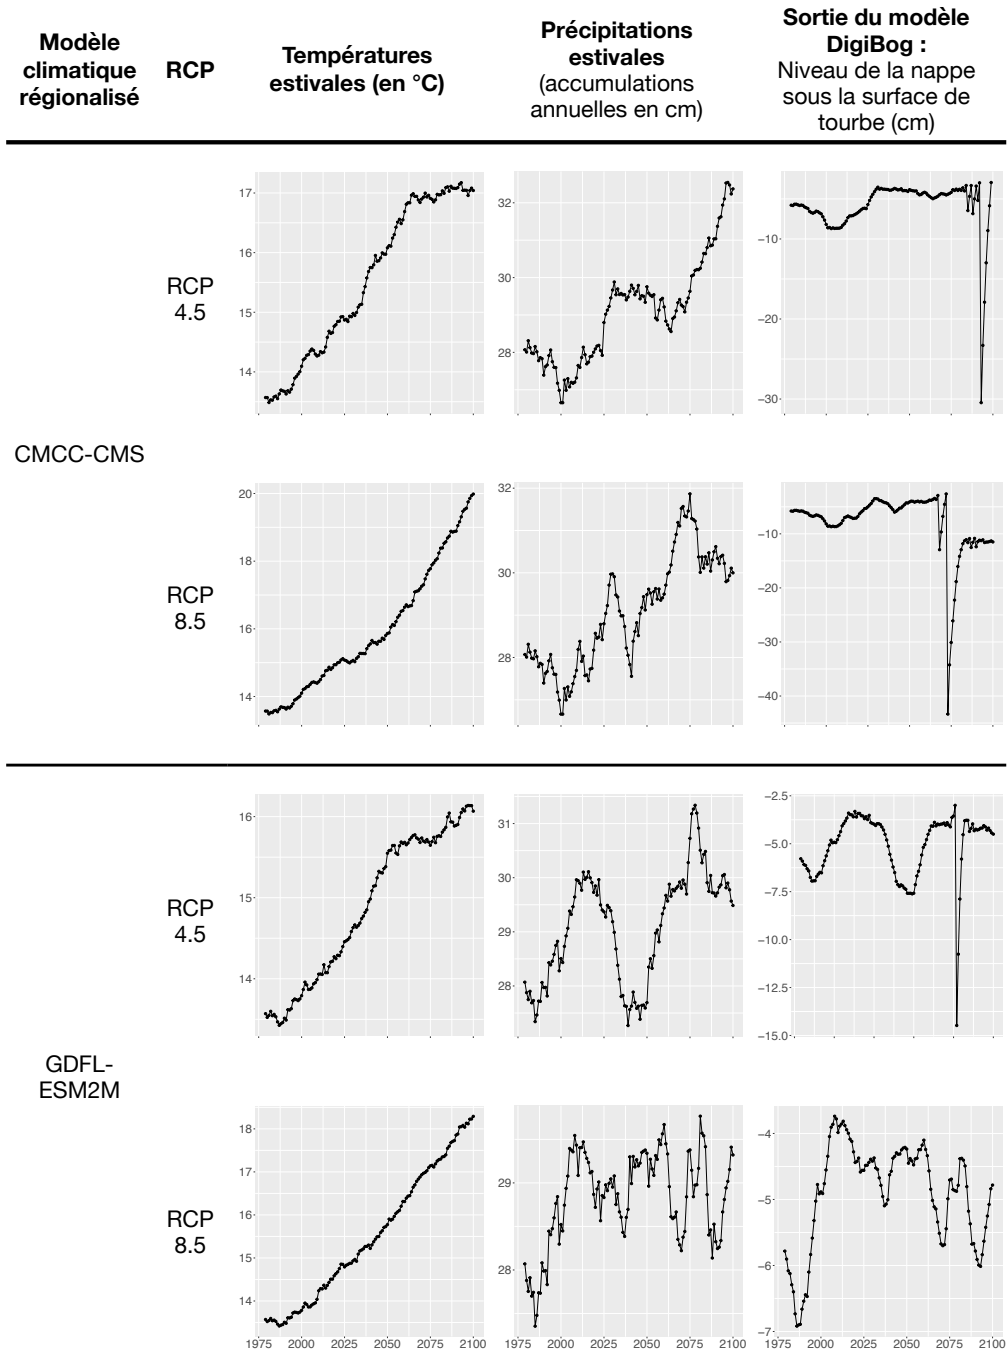 Modèle
climatique
régionalisé
RCP
Températures
estivales (en °C)
Précipitations
estivales
(accumulations
annuelles en cm)
Sortie du modèle
DigiBog :
Niveau de la nappe
sous la surface de
tourbe (cm)
CMCC-CMS
RCP
4.5
17
16
15
14
32
30
28
−10
−20
−30
RCP
8.5
20
18
16
14
32
30
28
−10
−20
−30
−40
GDFL-
ESM2M
RCP
4.5
16
15
14
31
30
29
28
−2.5
−5.0
−7.5
−10.0
−12.5
−15.0
RCP
8.5
18
17
16
15
14
29
28
−4
−5
−6
−7
1975 2000 2025 2050 2075 2100
1975 2000 2025 2050 2075 2100
1975 2000 2025 2050 2075 2100